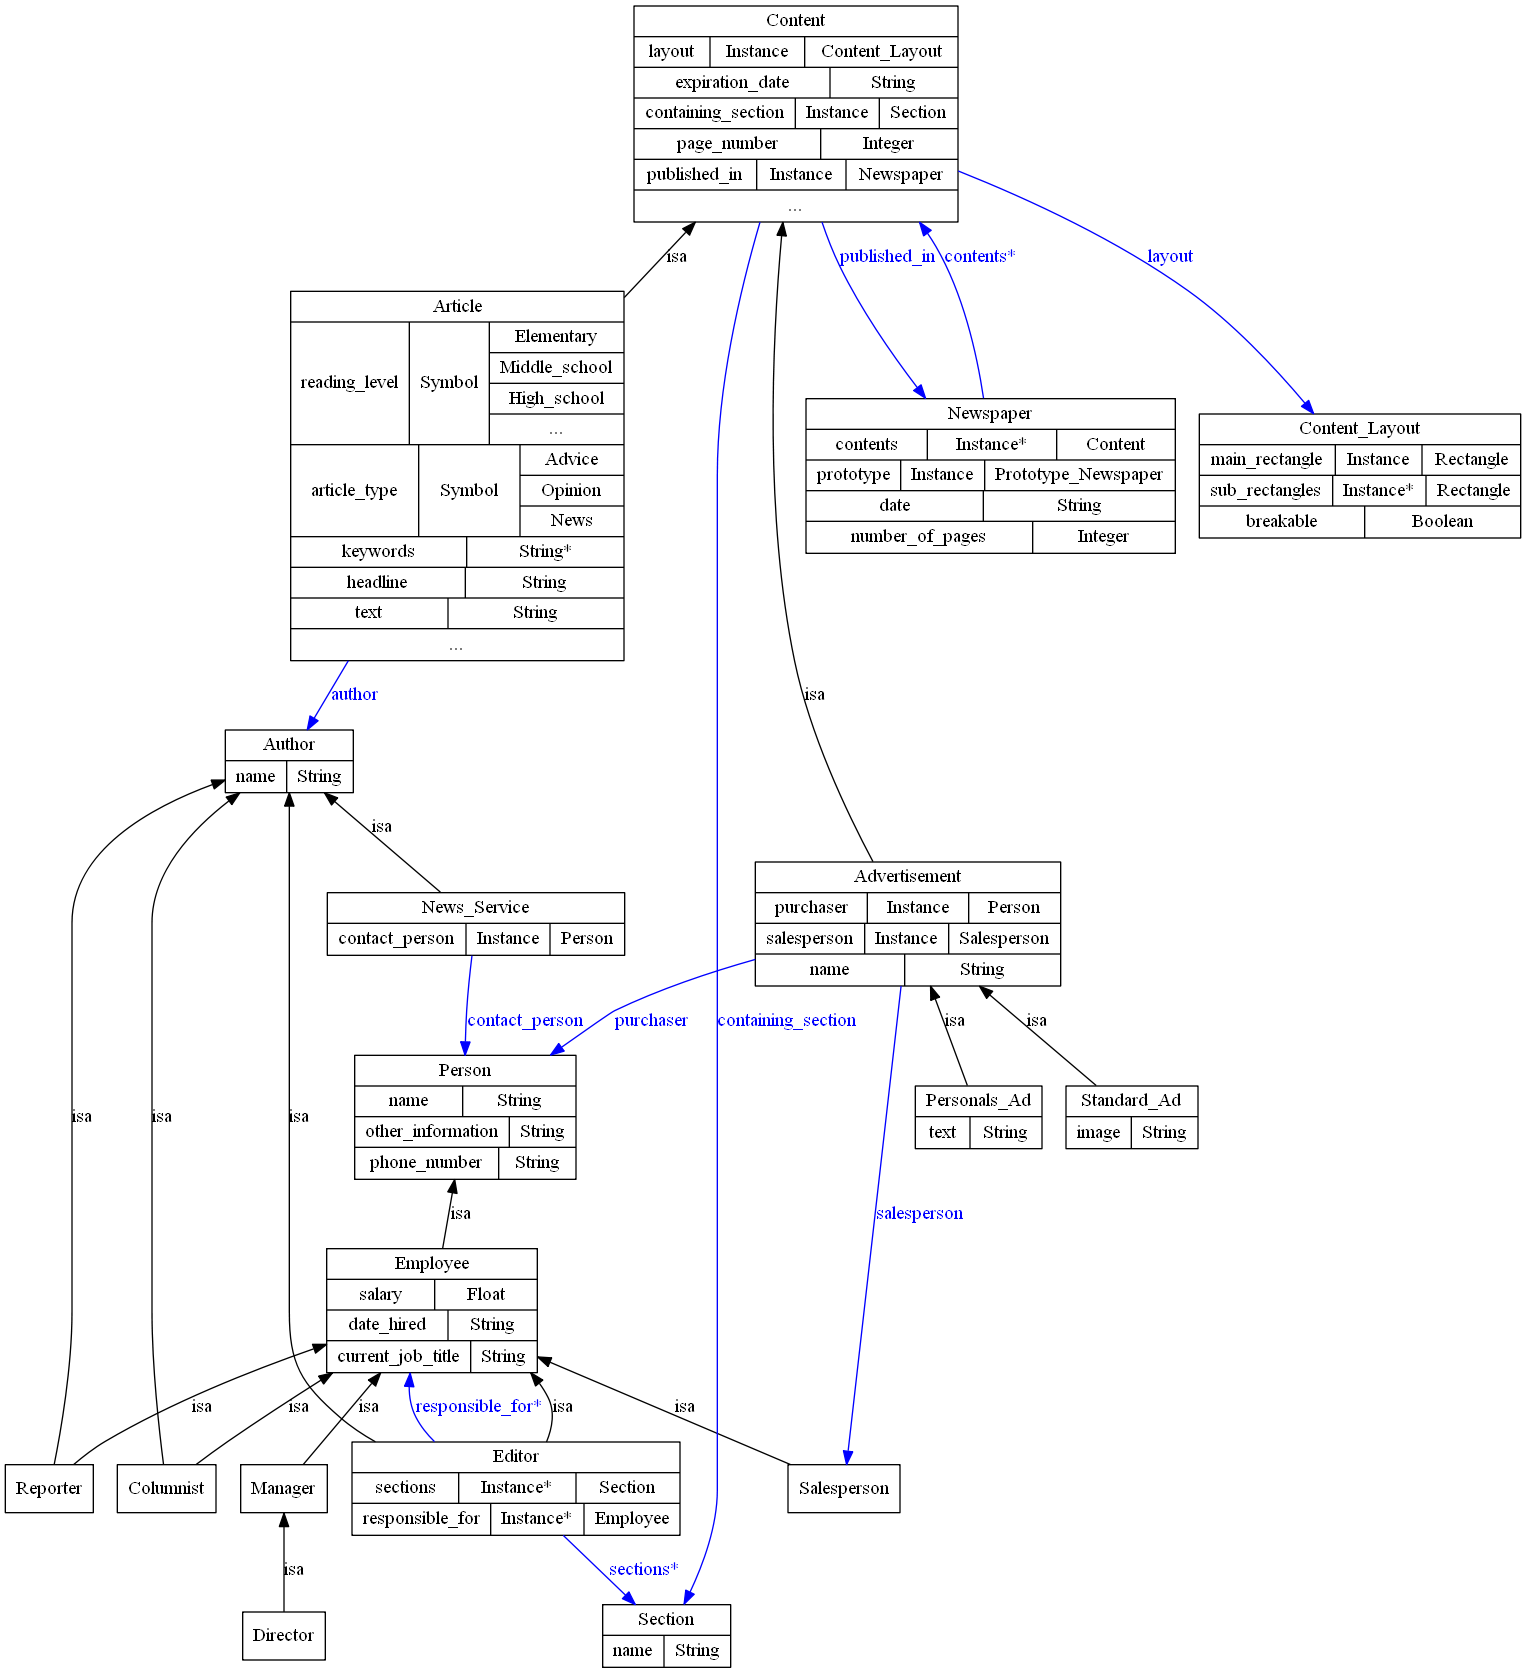 Content
layout Instance Content_Layout
expiration_date String
containing_section Instance Section
page_number Integer
published_in Instance Newspaper
...
isa
published_in
contents*
layout
Article
reading_level Symbol Elementary
Middle_school
High_school
...
article_type Symbol Advice
Opinion
News
keywords String*
headline String
text String
...
Newspaper
contents Instance* Content
prototype Instance Prototype_Newspaper
date String
number_of_pages Integer
Content_Layout
main_rectangle Instance Rectangle
sub_rectangles Instance* Rectangle
breakable Boolean
author
isa
Author
name String
isa
News_Service
contact_person Instance Person
Advertisement
purchaser Instance Person
salesperson Instance Salesperson
name String
contact_person
purchaser
containing_section
isa
isa
Person
name String
other_information String
phone_number String
Personals_Ad
text String
Standard_Ad
image String
isa
isa
isa
isa
salesperson
Employee
salary Float
date_hired String
current_job_title String
isa
isa
isa
responsible_for*
isa
isa
Reporter
Columnist
Manager
Editor
sections Instance* Section
responsible_for Instance* Employee
Salesperson
isa
sections*
Director
Section
name String